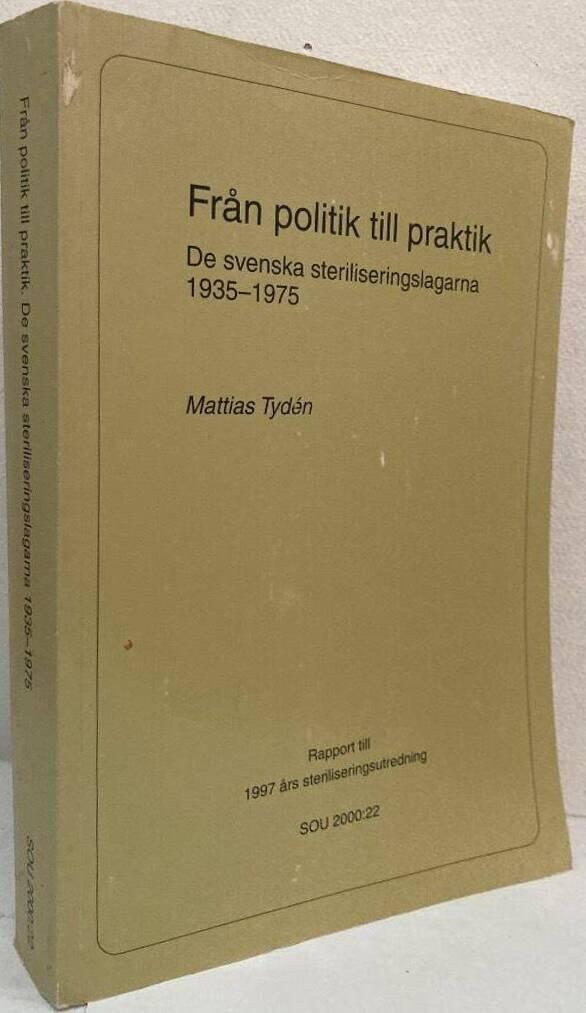 Från politik till praktik
De svenska steriliseringslagarna
1935–1975
Mattias Tydén
Rapport till
1997 års steriliseringsutredning
SOU 2000:22
Från politik till praktik. De svenska steriliseringslagarna 1935–1975
SOU 2000:22